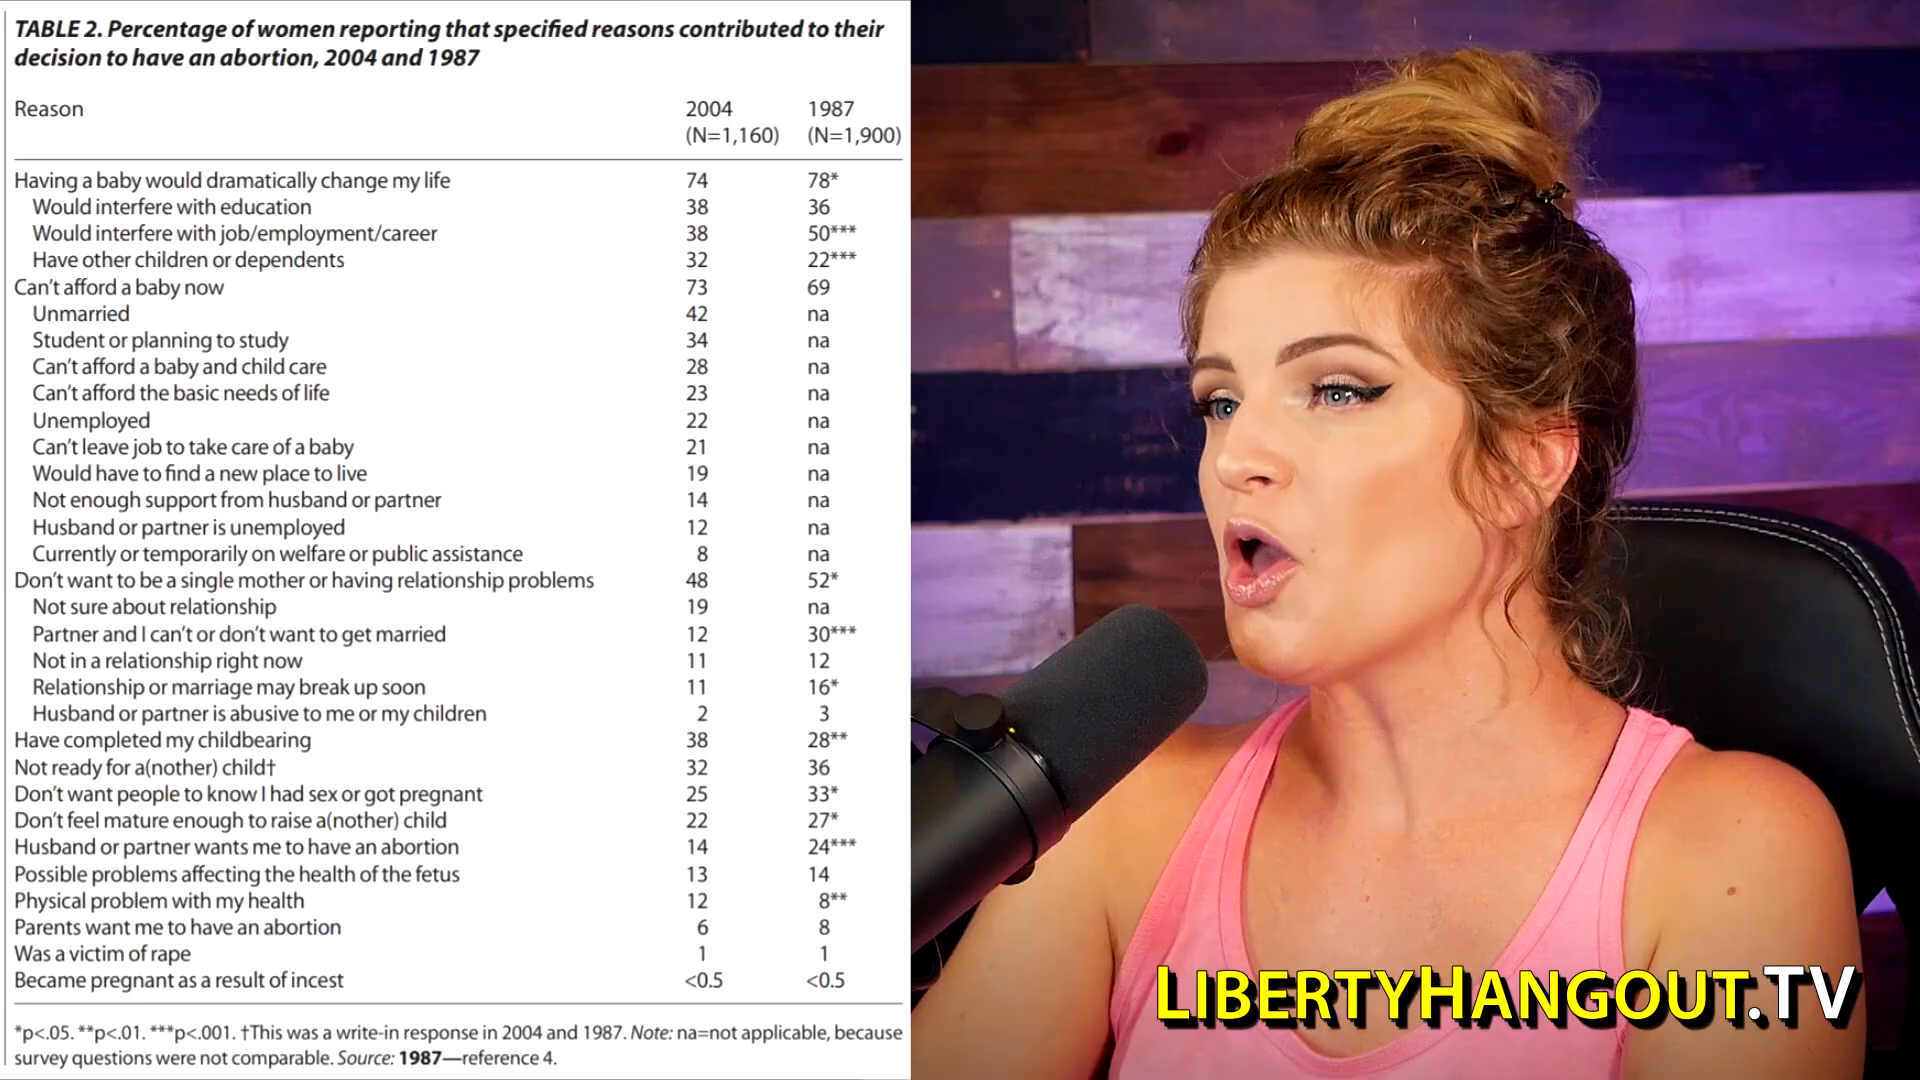 TABLE 2. Percentage of women reporting that specified reasons contributed to their
decision to have an abortion, 2004 and 1987
Reason 2004 1987
(N=1,160) (N=1,900)
Having a baby would dramatically change my life 74 78*
Would interfere with education 38 36
Would interfere with job/employment/career 38 50***
Have other children or dependents 32 22***
Can't afford a baby now 73 69
Unmarried 42 na
Student or planning to study 34 na
Can't afford a baby and child care 28 na
Can't afford the basic needs of life 23 na
Unemployed 22 na
Can't leave job to take care of a baby 21 na
Would have to find a new place to live 19 na
Not enough support from husband or partner 14 na
Husband or partner is unemployed 12 na
Currently or temporarily on welfare or public assistance 8 na
Don't want to be a single mother or having relationship problems 48 52*
Not sure about relationship 19 na
Partner and I can't or don't want to get married 12 30***
Not in a relationship right now 11 12
Relationship or marriage may break up soon 11 16*
Husband or partner is abusive to me or my children 2 3
Have completed my childbearing 38 28**
Not ready for a(nother) child† 32 36
Don't want people to know I had sex or got pregnant 25 33*
Don't feel mature enough to raise a(nother) child 22 27*
Husband or partner wants me to have an abortion 14 24***
Possible problems affecting the health of the fetus 13 14
Physical problem with my health 12 8**
Parents want me to have an abortion 6 8
Was a victim of rape 1 1
Became pregnant as a result of incest <0.5 <0.5
*p<.05. **p<.01. ***p<.001. †This was a write-in response in 2004 and 1987. Note: na=not applicable, because
survey questions were not comparable. Source: 1987—reference 4.
LIBERTYHANGOUT.TV